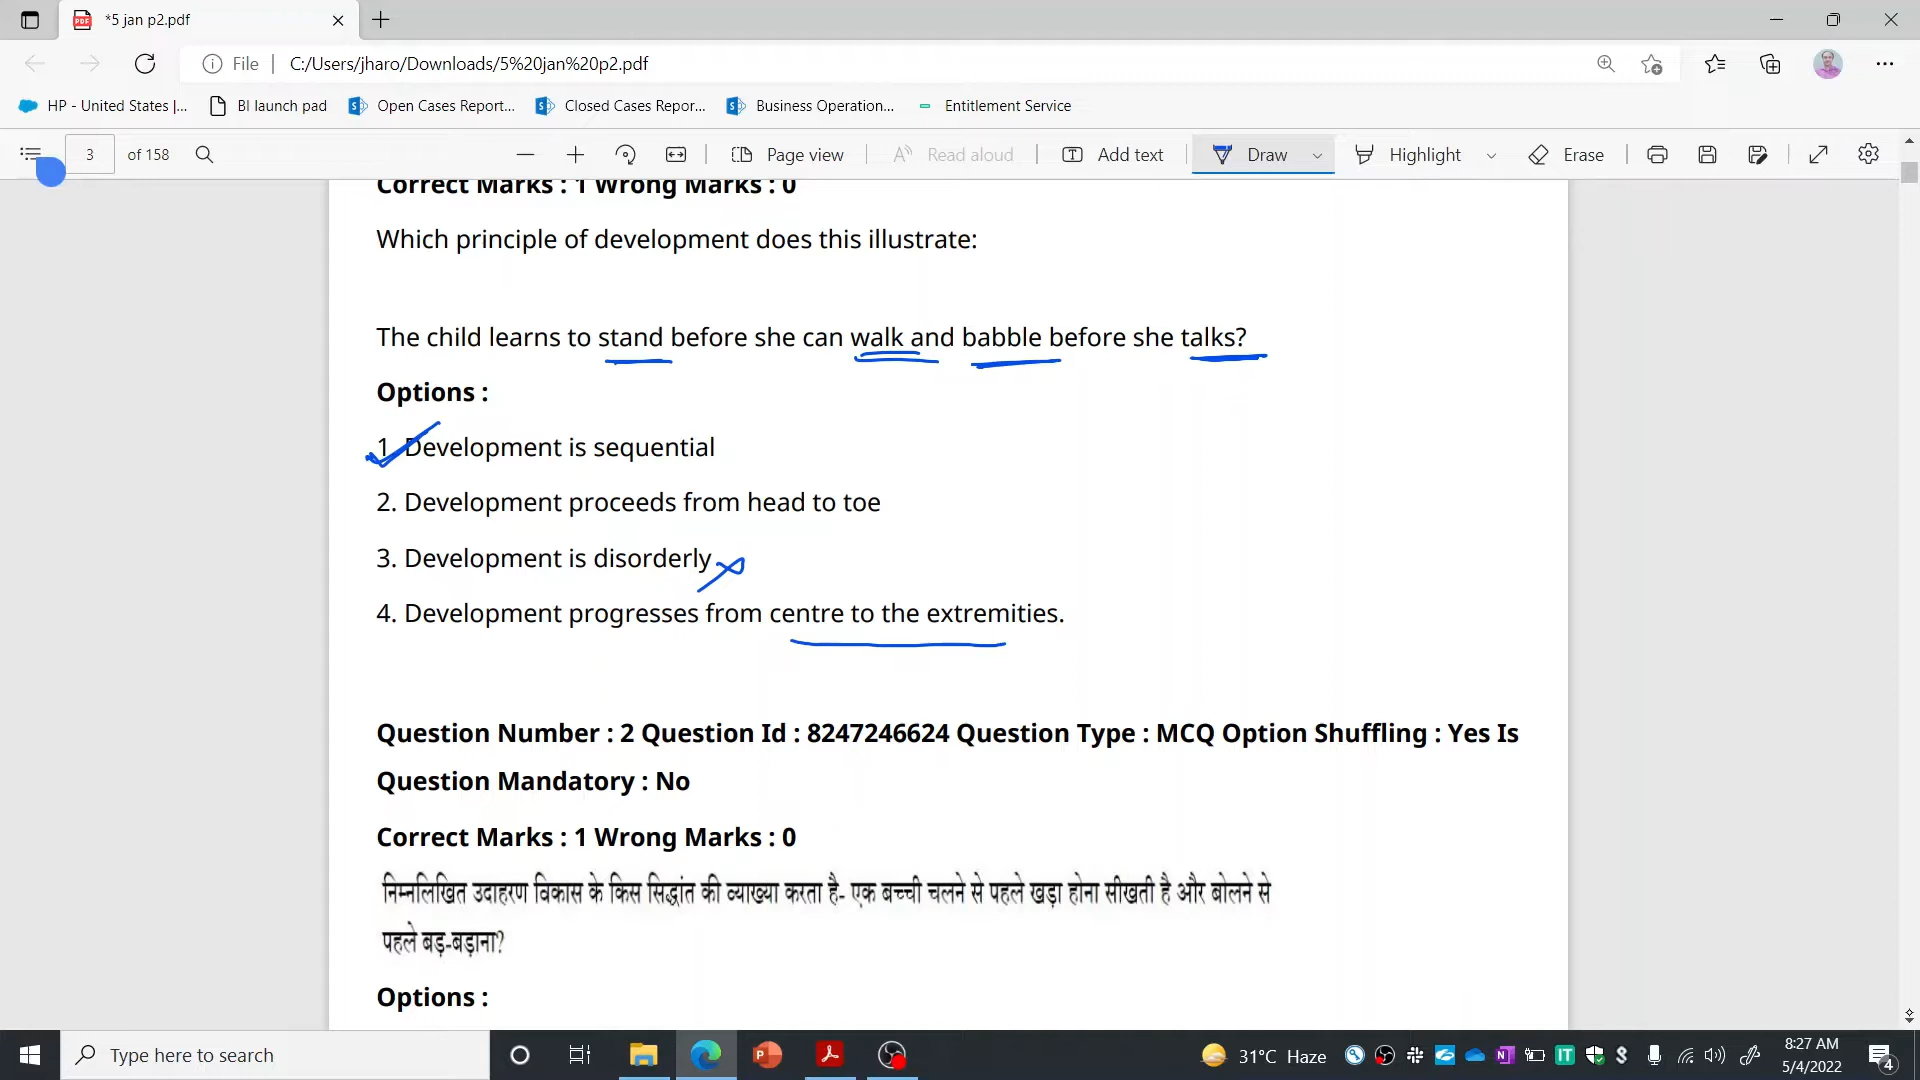 *5 jan p2.pdf
File
C:/Users/jharo/Downloads/5%20jan%20p2.pdf
HP - United States |...
BI launch pad
Open Cases Report...
Closed Cases Repor...
Business Operation...
Entitlement Service
3 of 158
Page view
Read aloud
Add text
Draw
Highlight
Erase
Correct Marks : 1 Wrong Marks : 0
Which principle of development does this illustrate:
The child learns to stand before she can walk and babble before she talks?
Options :
1. Development is sequential
2. Development proceeds from head to toe
3. Development is disorderly
4. Development progresses from centre to the extremities.
Question Number : 2 Question Id : 8247246624 Question Type : MCQ Option Shuffling : Yes Is
Question Mandatory : No
Correct Marks : 1 Wrong Marks : 0
निम्नलिखित उदाहरण विकास के किस सिद्धांत की व्याख्या करता है- एक बच्ची चलने से पहले खड़ा होना सीखती है और बोलने से
पहले बड़-बड़ाना?
Options :
Type here to search
31°C Haze
8:27 AM
5/4/2022
4